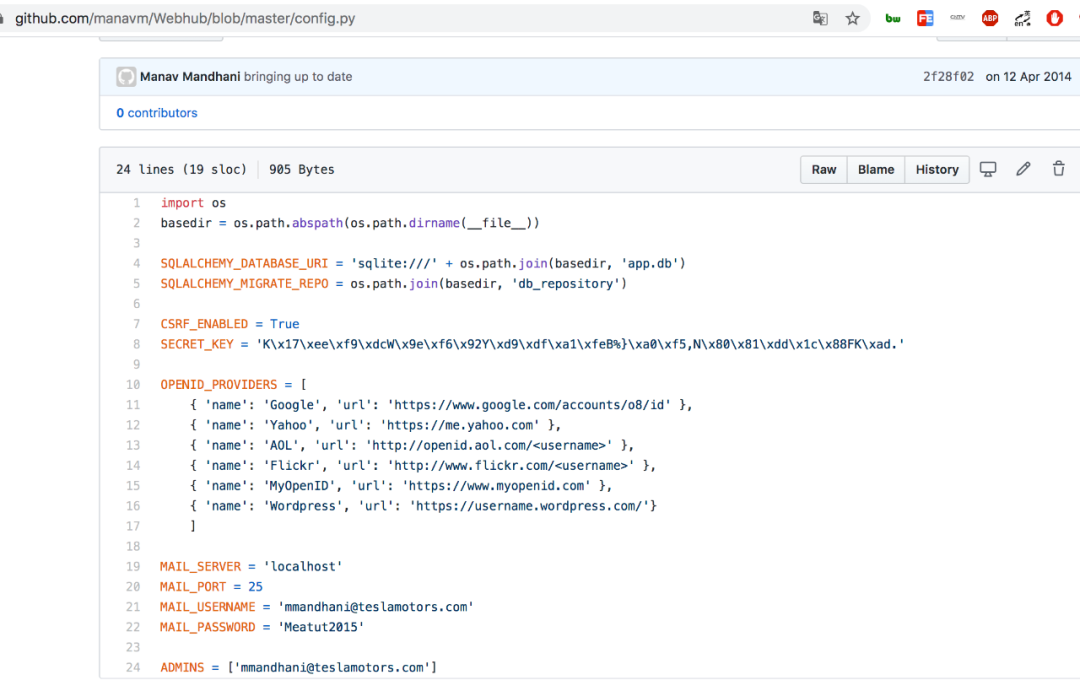 github.com/manavm/Webhub/blob/master/config.py
Manav Mandhani bringing up to date 2f28f02 on 12 Apr 2014
0 contributors
24 lines (19 sloc) 905 Bytes Raw Blame History
1 import os
2 basedir = os.path.abspath(os.path.dirname(__file__))
3
4 SQLALCHEMY_DATABASE_URI = 'sqlite:///' + os.path.join(basedir, 'app.db')
5 SQLALCHEMY_MIGRATE_REPO = os.path.join(basedir, 'db_repository')
6
7 CSRF_ENABLED = True
8 SECRET_KEY = 'K\x17\xee\xf9\xdcW\x9e\xf6\x92Y\xd9\xdf\xa1\xfeB%}\xa0\xf5,N\x80\x81\xdd\x1c\x88FK\xad.'
9
10 OPENID_PROVIDERS = [
11 { 'name': 'Google', 'url': 'https://www.google.com/accounts/o8/id' },
12 { 'name': 'Yahoo', 'url': 'https://me.yahoo.com' },
13 { 'name': 'AOL', 'url': 'http://openid.aol.com/<username>' },
14 { 'name': 'Flickr', 'url': 'http://www.flickr.com/<username>' },
15 { 'name': 'MyOpenID', 'url': 'https://www.myopenid.com' },
16 { 'name': 'Wordpress', 'url': 'https://username.wordpress.com/'}
17 ]
18
19 MAIL_SERVER = 'localhost'
20 MAIL_PORT = 25
21 MAIL_USERNAME = 'mmandhani@teslamotors.com'
22 MAIL_PASSWORD = 'Meatut2015'
23
24 ADMINS = ['mmandhani@teslamotors.com']